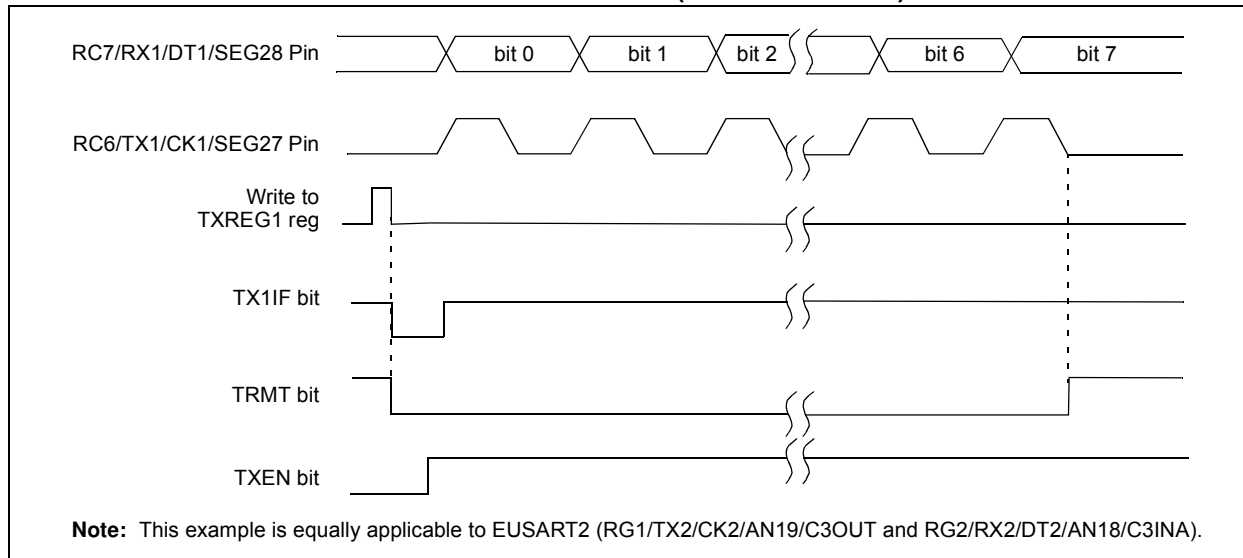 RC7/RX1/DT1/SEG28 Pin
bit 0
bit 1
bit 2
bit 6
bit 7
RC6/TX1/CK1/SEG27 Pin
Write to
TXREG1 reg
TX1IF bit
TRMT bit
TXEN bit
Note: This example is equally applicable to EUSART2 (RG1/TX2/CK2/AN19/C3OUT and RG2/RX2/DT2/AN18/C3INA).